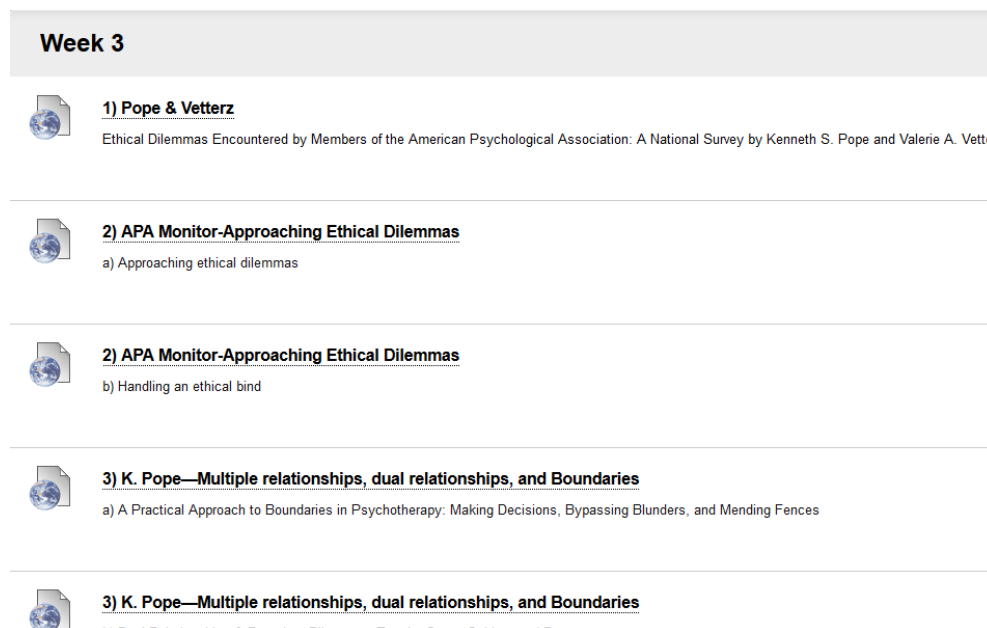 Week 3
1) Pope & Vetterz
Ethical Dilemmas Encountered by Members of the American Psychological Association: A National Survey by Kenneth S. Pope and Valerie A.
2) APA Monitor-Approaching Ethical Dilemmas
a) Approaching ethical dilemmas
2) APA Monitor-Approaching Ethical Dilemmas
b) Handling an ethical bind
3) K. Pope—Multiple relationships, dual relationships, and Boundaries
a) A Practical Approach to Boundaries in Psychotherapy: Making Decisions, Bypassing Blunders, and Mending Fences
3) K. Pope—Multiple relationships, dual relationships, and Boundaries